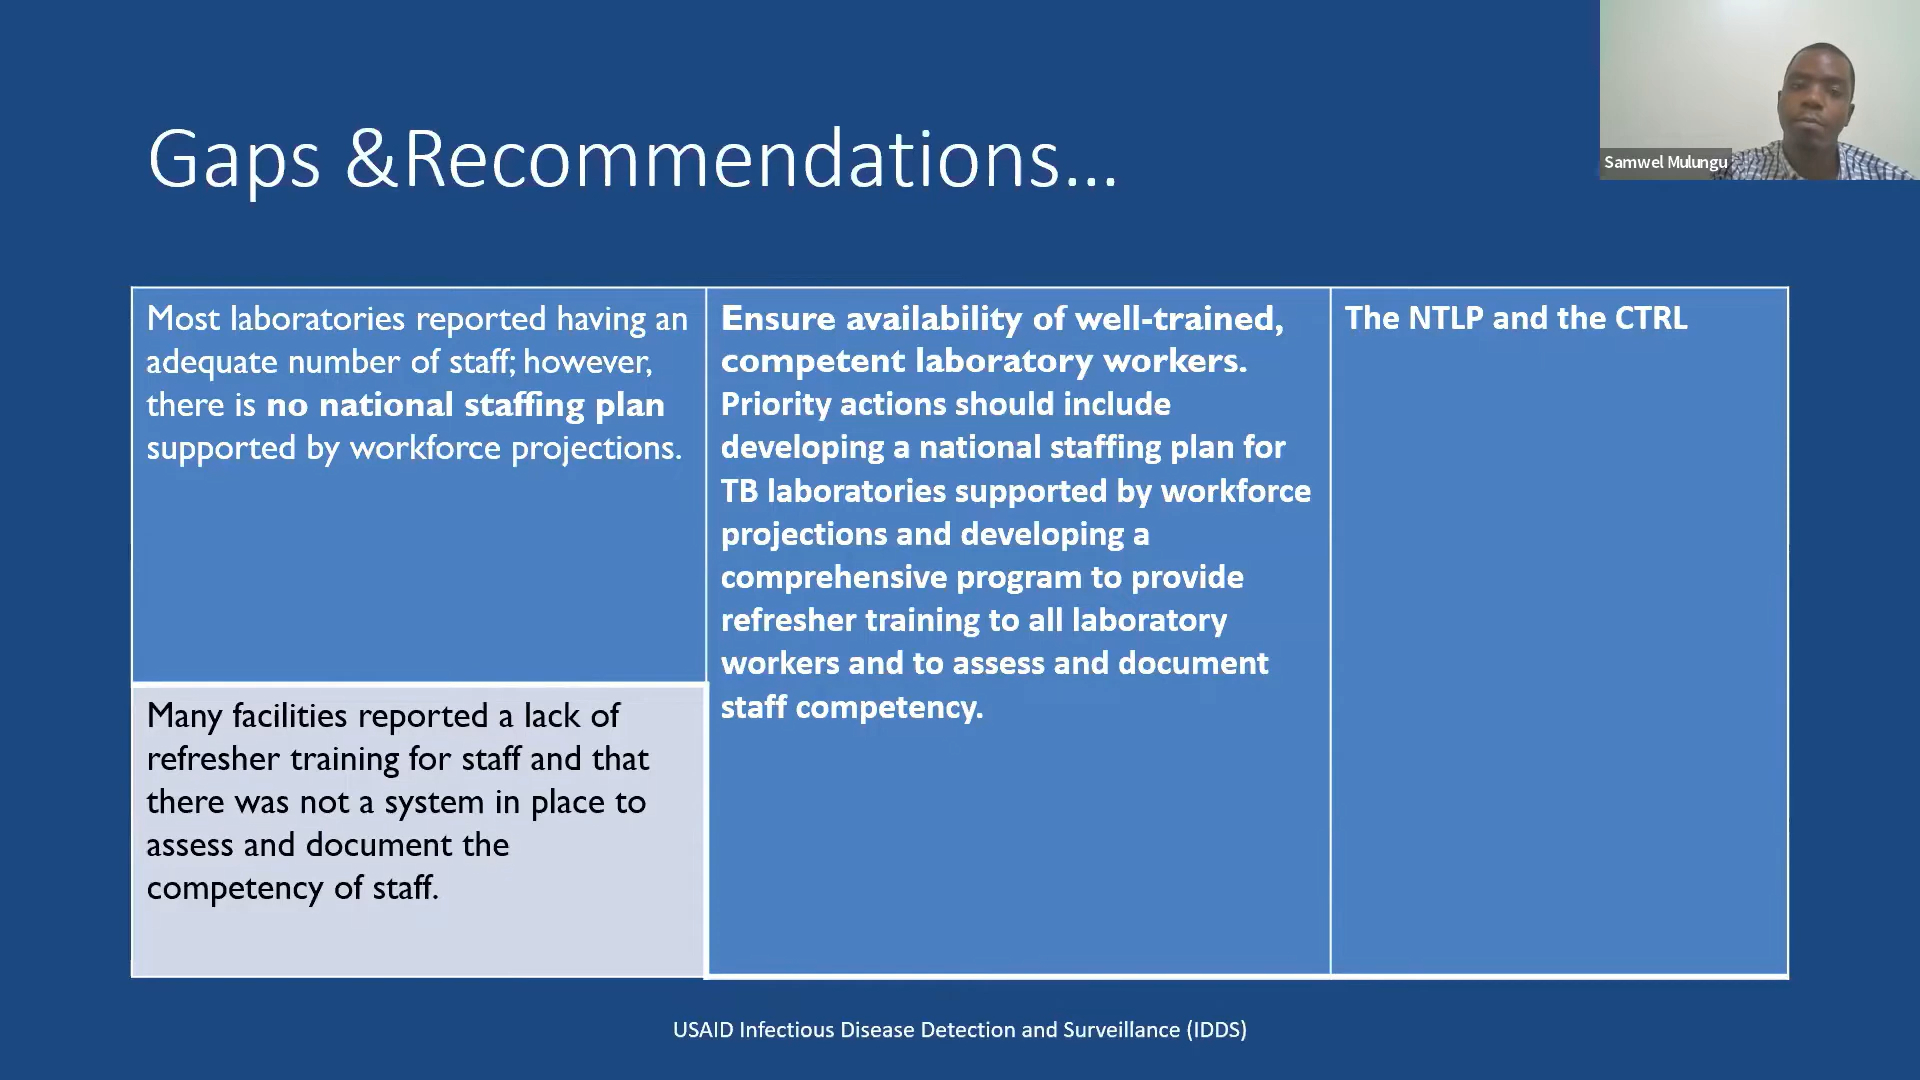 Gaps &Recommendations...
Samwel Mulungu
Most laboratories reported having an
adequate number of staff; however,
there is no national staffing plan
supported by workforce projections.
Many facilities reported a lack of
refresher training for staff and that
there was not a system in place to
assess and document the
competency of staff.
Ensure availability of well-trained,
competent laboratory workers.
Priority actions should include
developing a national staffing plan for
TB laboratories supported by workforce
projections and developing a
comprehensive program to provide
refresher training to all laboratory
workers and to assess and document
staff competency.
The NTLP and the CTRL
USAID Infectious Disease Detection and Surveillance (IDDS)